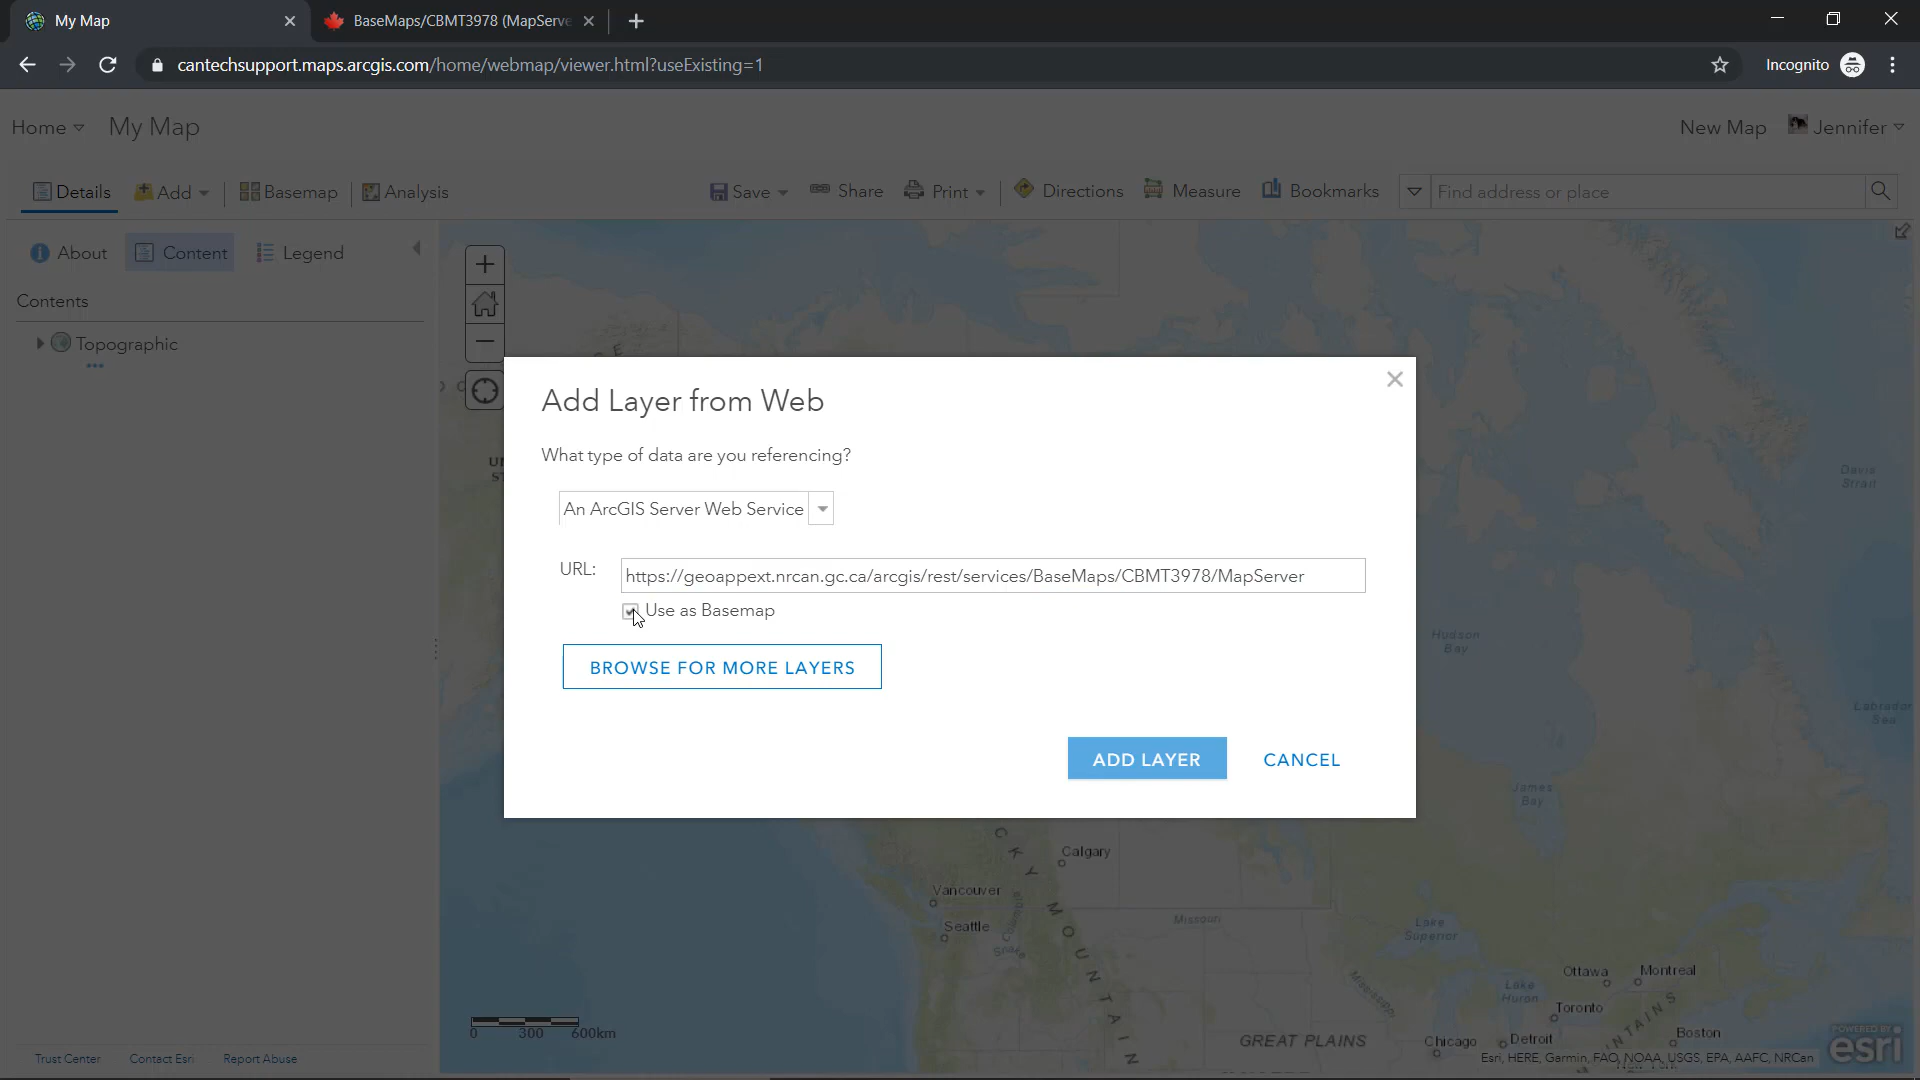 My Map
BaseMaps/CBMT3978 (MapServe
cantechsupport.maps.arcgis.com/home/webmap/viewer.html?useExisting=1
Incognito
Home My Map
New Map Jennifer
Details Add Basemap Analysis
Save Share Print Directions Measure Bookmarks Find address or place
About Content Legend
Contents
Topographic
Add Layer from Web
What type of data are you referencing?
An ArcGIS Server Web Service
URL: https://geoappext.nrcan.gc.ca/arcgis/rest/services/BaseMaps/CBMT3978/MapServer
Use as Basemap
BROWSE FOR MORE LAYERS
ADD LAYER CANCEL
Davis
Strait
Hudson
Bay
Labrador
Sea
James
Bay
Calgary
Vancouver
Seattle
Columbia
Snake
Missouri
Lake
Superior
Mississippi
Ottawa Montreal
Lake
Huron
Toronto
GREAT PLAINS
Chicago Detroit Boston
0 300 600km
Esri, HERE, Garmin, FAO, NOAA, USGS, EPA, AAFC, NRCan
POWERED BY
esri
Trust Center Contact Esri Report Abuse